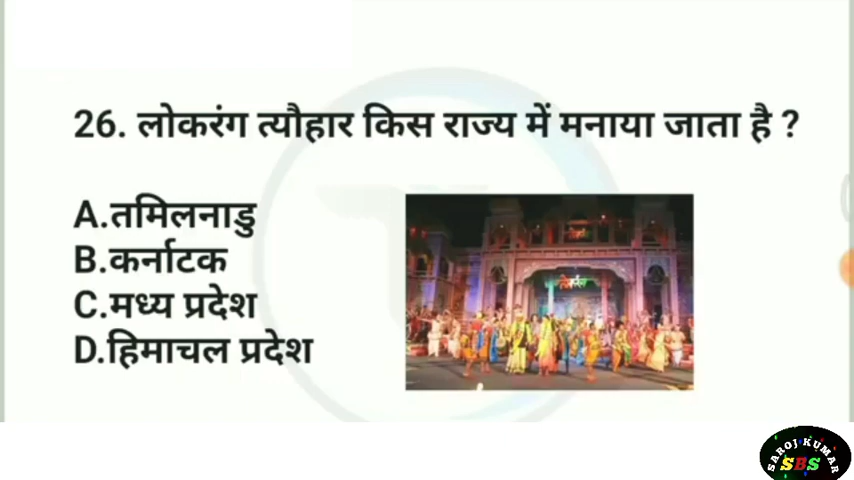 26. लोकरंग त्यौहार किस राज्य में मनाया जाता है ?
A.तमिलनाडु
B.कर्नाटक
C.मध्य प्रदेश
D.हिमाचल प्रदेश
SAROJ KUMAR
SBS